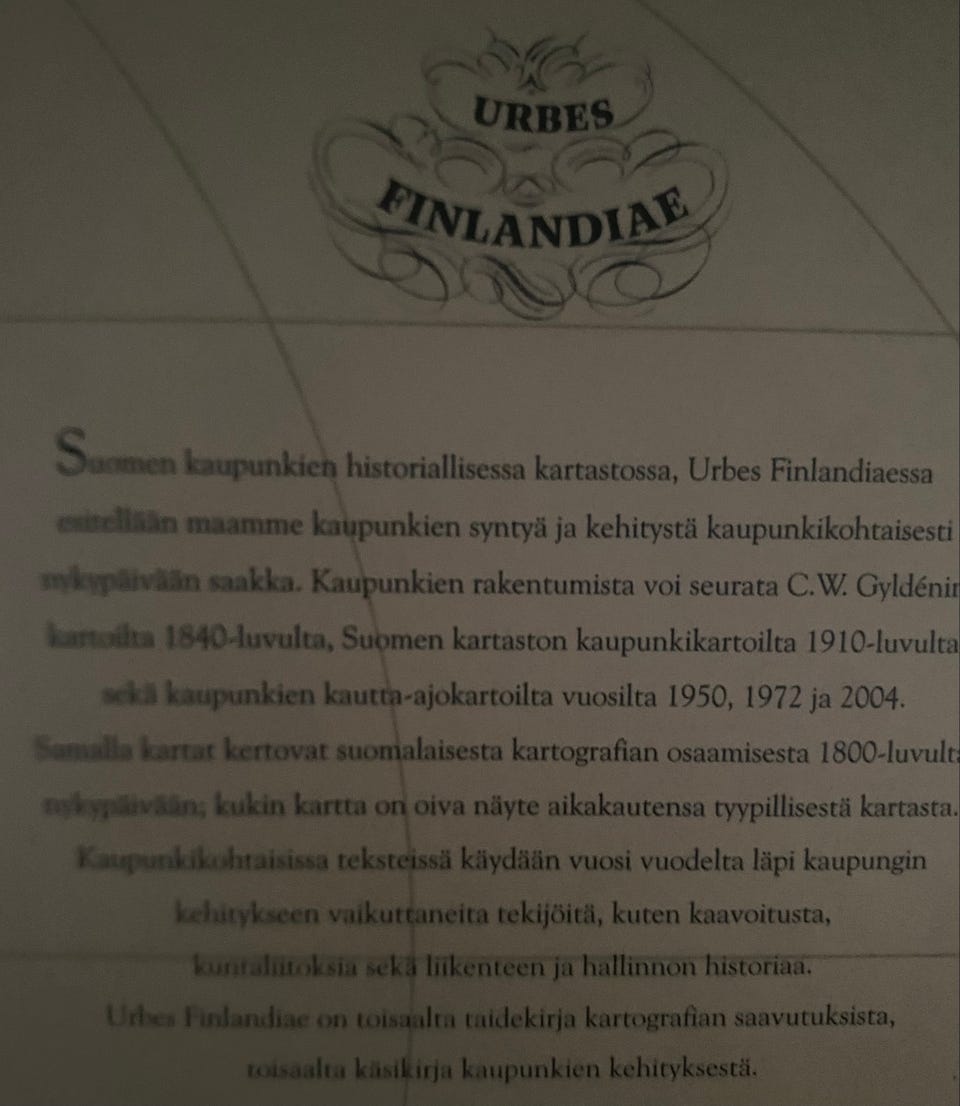 URBES
FINLANDIAE
Suomen kaupunkien historiallisessa kartastossa, Urbes Finlandiaessa
esitellään maamme kaupunkien syntyä ja kehitystä kaupunkikohtaisesti
nykypäivään saakka. Kaupunkien rakentumista voi seurata C.W. Gyldénin
kartoilta 1840-luvulta, Suomen kartaston kaupunkikartoilta 1910-luvulta
sekä kaupunkien kautta-ajokartoilta vuosilta 1950, 1972 ja 2004.
Samalla kartat kertovat suomalaisesta kartografian osaamisesta 1800-luvulta
nykypäivään; kukin kartta on oiva näyte aikakautensa tyypillisestä kartasta.
Kaupunkikohtaisissa teksteissä käydään vuosi vuodelta läpi kaupungin
kehitykseen vaikuttaneita tekijöitä, kuten kaavoitusta,
kuntaliitoksia sekä liikenteen ja hallinnon historiaa.
Urbes Finlandiae on toisaalta taidekirja kartografian saavutuksista,
toisaalta käsikirja kaupunkien kehityksestä.